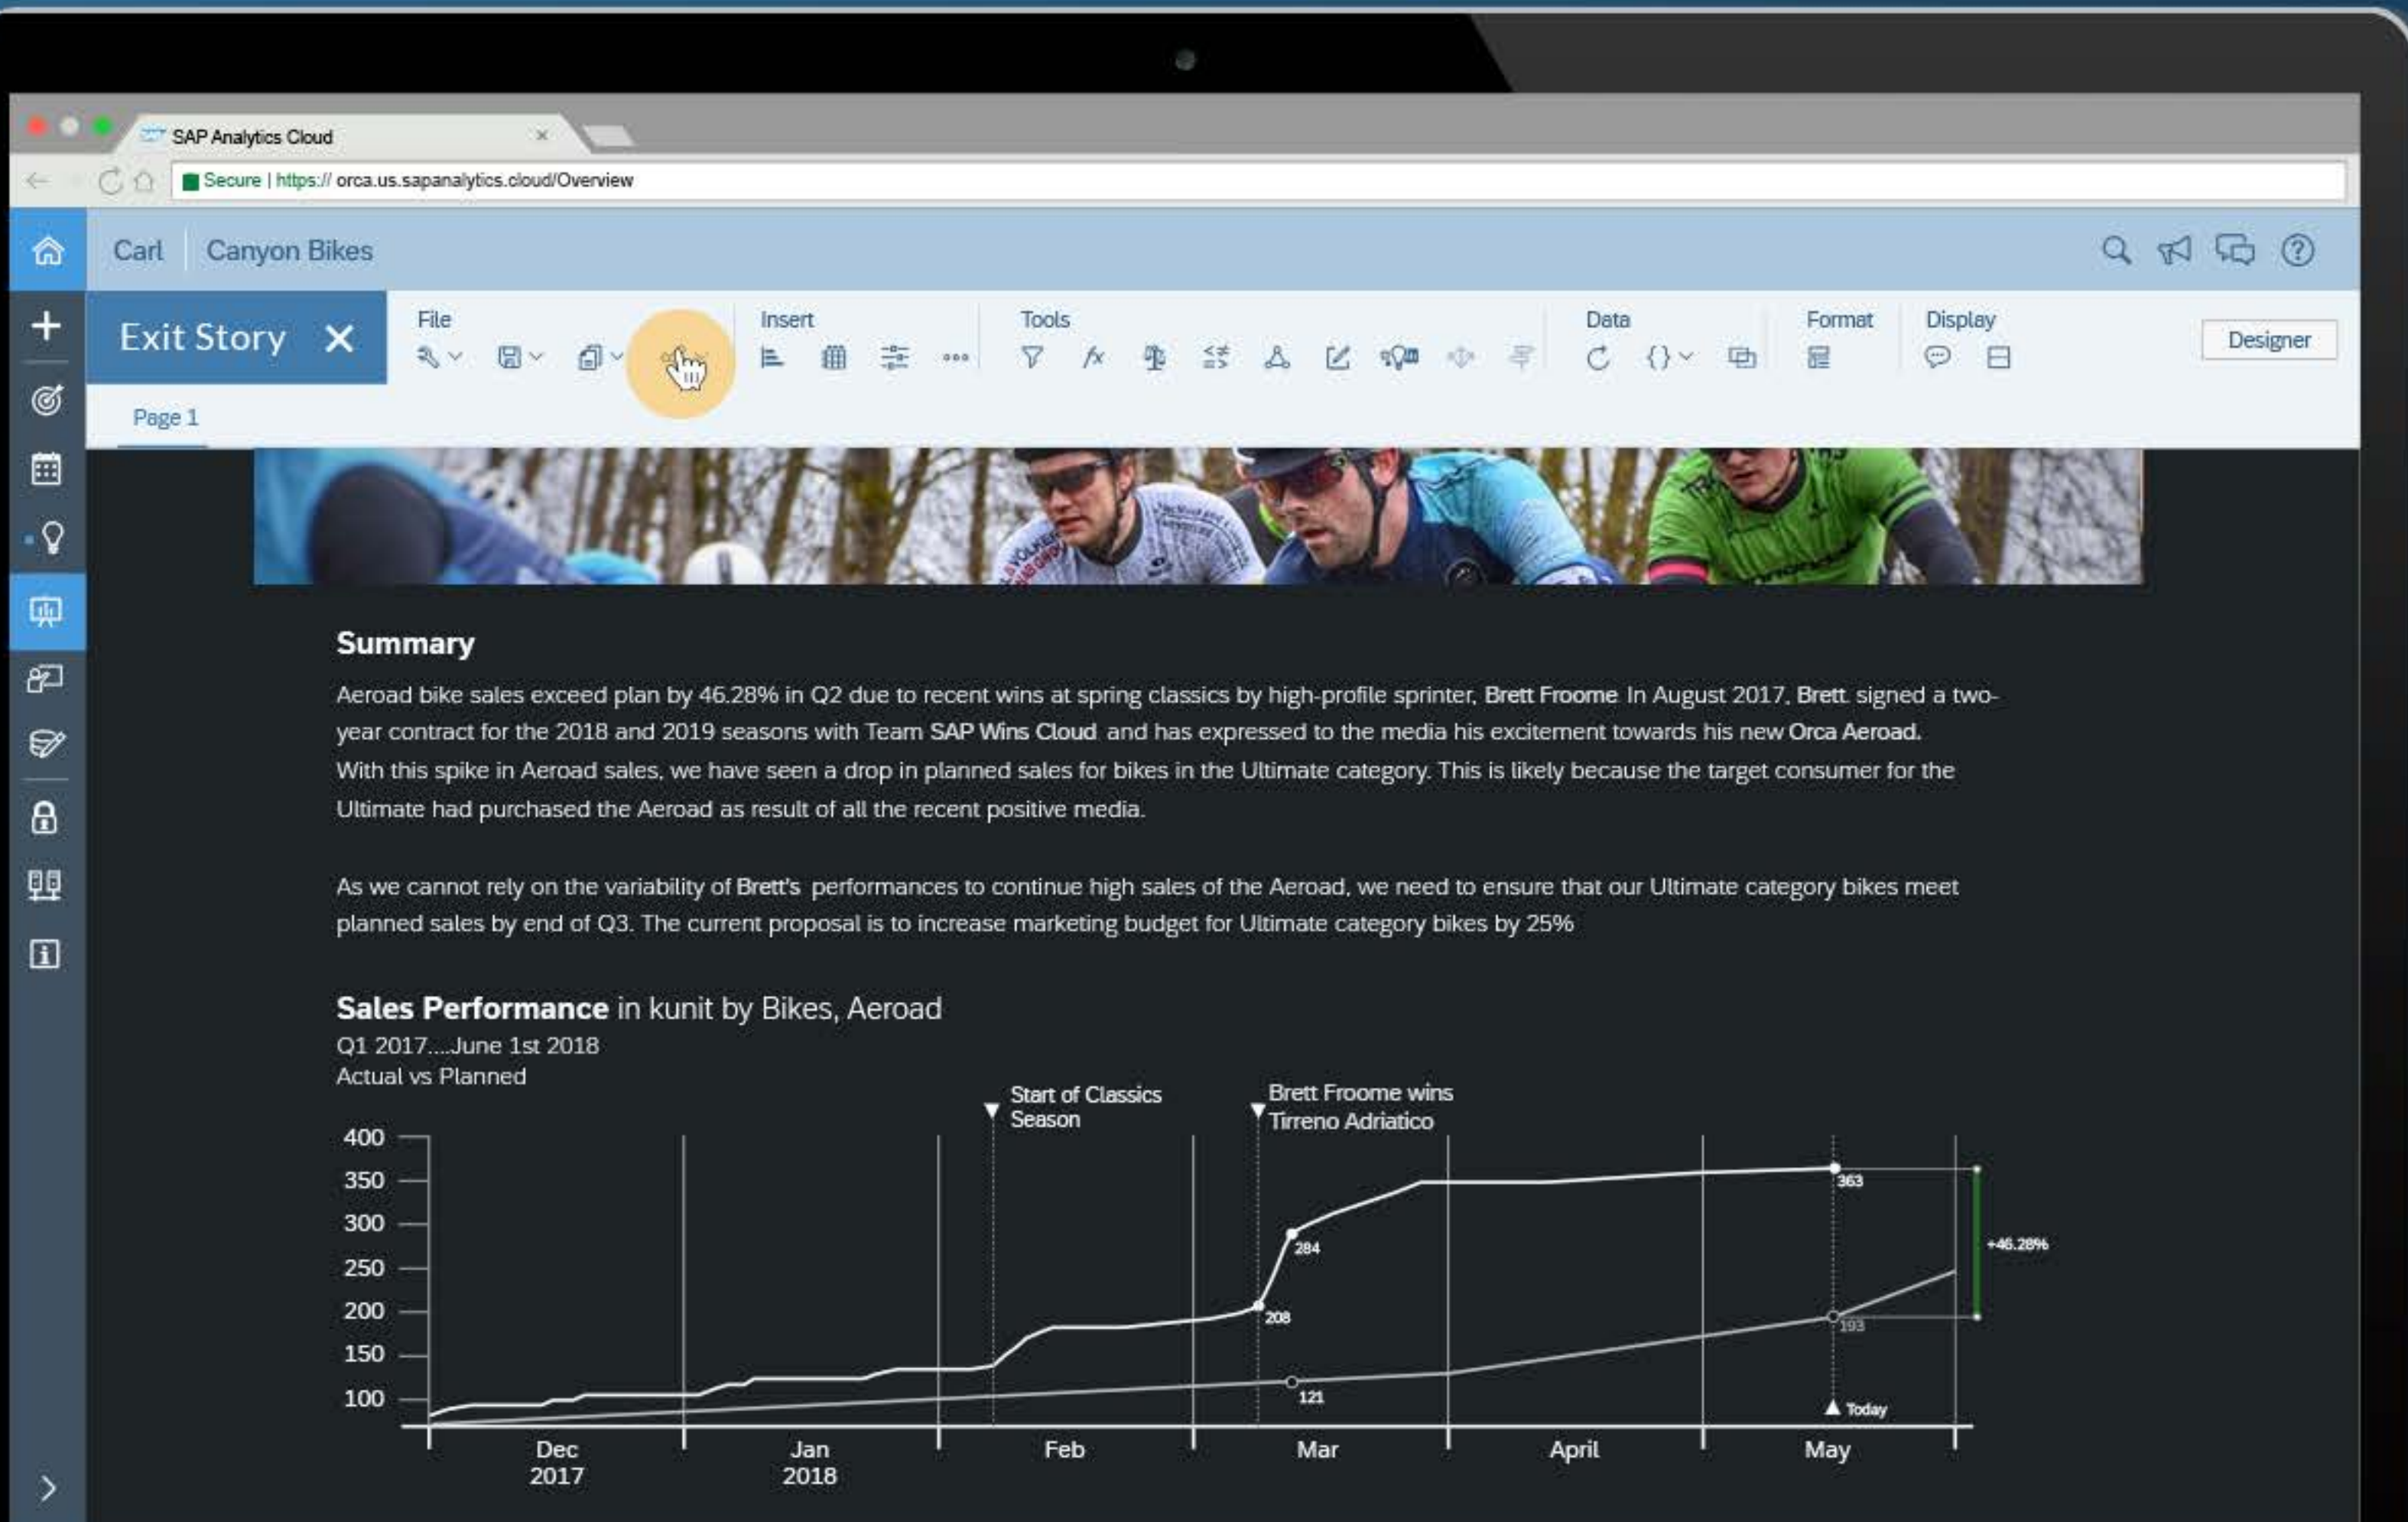 SAP Analytics Cloud
Secure | https:// orca.us.sapanalytics.cloud/Overview
Carl Canyon Bikes
Exit Story
File Insert Tools Data Format Display
Designer
Page 1
Summary
Aeroad bike sales exceed plan by 46.28% in Q2 due to recent wins at spring classics by high-profile sprinter, Brett Froome. In August 2017, Brett. signed a two-
year contract for the 2018 and 2019 seasons with Team SAP Wins Cloud and has expressed to the media his excitement towards his new Orca Aeroad.
With this spike in Aeroad sales, we have seen a drop in planned sales for bikes in the Ultimate category. This is likely because the target consumer for the
Ultimate had purchased the Aeroad as result of all the recent positive media.
As we cannot rely on the variability of Brett's performances to continue high sales of the Aeroad, we need to ensure that our Ultimate category bikes meet
planned sales by end of Q3. The current proposal is to increase marketing budget for Ultimate category bikes by 25%
Sales Performance in kunit by Bikes, Aeroad
Q1 2017....June 1st 2018
Actual vs Planned
Start of Classics
Season
Brett Froome wins
Tirreno Adriatico
400
350
300
250
200
150
100
363
284
+46.28%
208
193
121
Today
Dec Jan Feb Mar April May
2017 2018